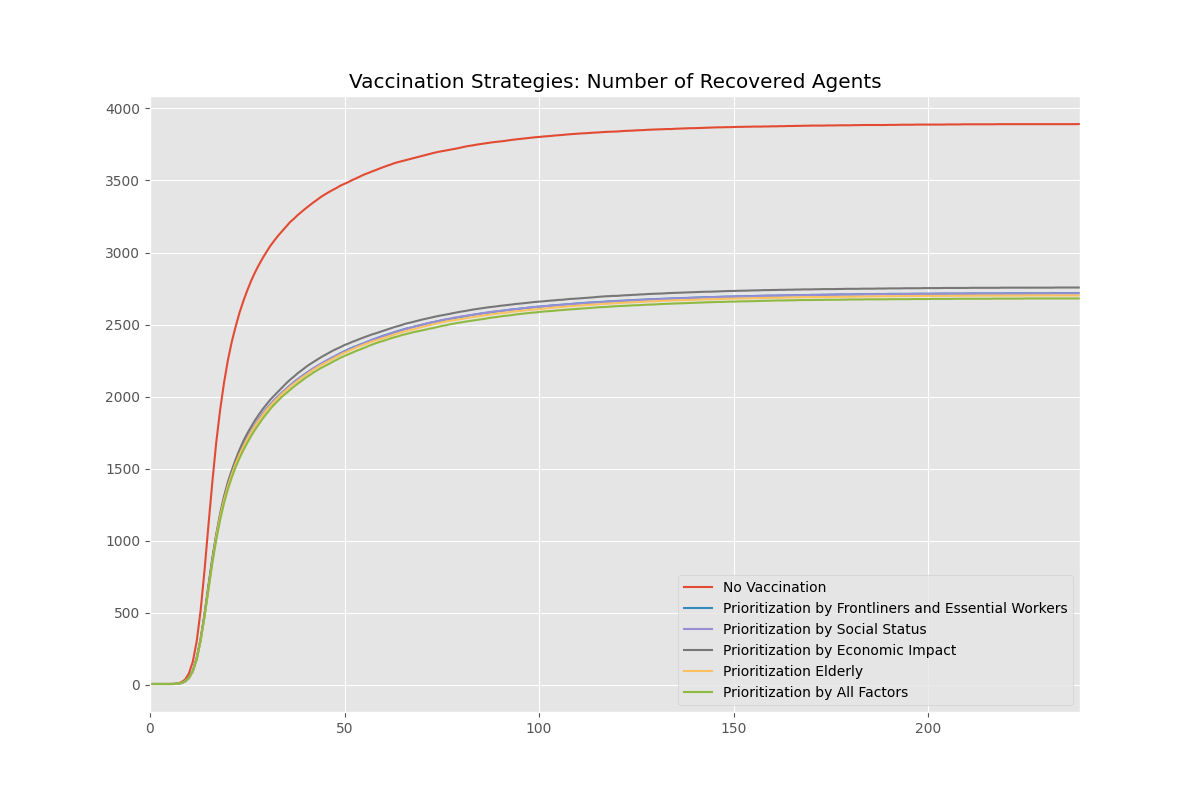 Vaccination Strategies: Number of Recovered Agents
4000
3500
3000
2500
2000
1500
1000
500
0
No Vaccination
Prioritization by Frontliners and Essential Workers
Prioritization by Social Status
Prioritization by Economic Impact
Prioritization Elderly
Prioritization by All Factors
0 50 100 150 200